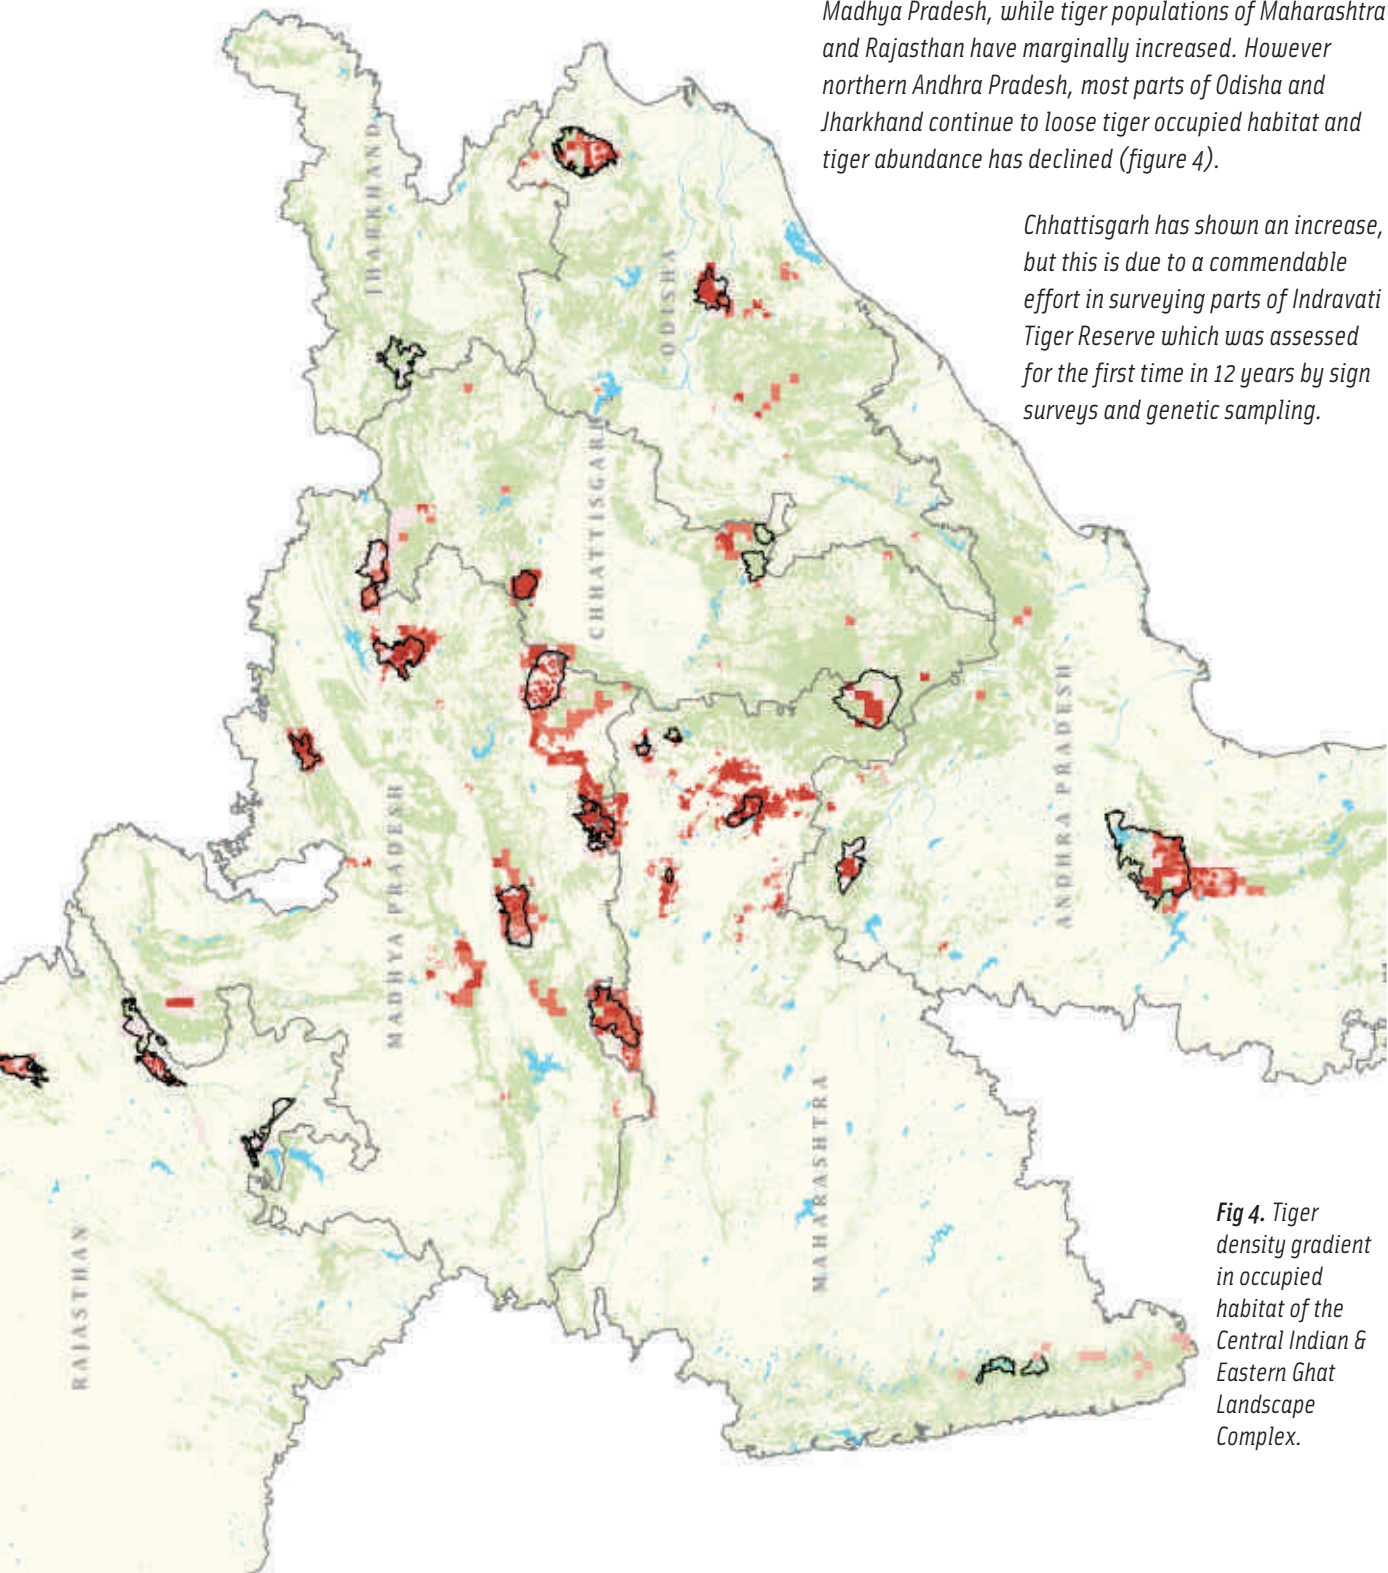 Madhya Pradesh, while tiger populations of Maharashtra
and Rajasthan have marginally increased. However
northern Andhra Pradesh, most parts of Odisha and
Jharkhand continue to loose tiger occupied habitat and
tiger abundance has declined (figure 4).
Chhattisgarh has shown an increase,
but this is due to a commendable
effort in surveying parts of Indravati
Tiger Reserve which was assessed
for the first time in 12 years by sign
surveys and genetic sampling.
JHARKHAND
ODISHA
CHHATTISGARH
MADHYA PRADESH
ANDHRA PRADESH
MAHARASHTRA
RAJASTHAN
Fig 4. Tiger
density gradient
in occupied
habitat of the
Central Indian &
Eastern Ghat
Landscape
Complex.